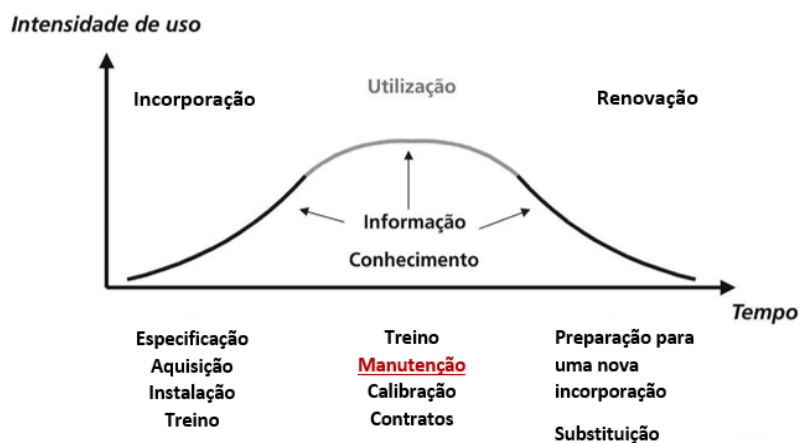 Intensidade de uso
Incorporação
Utilização
Renovação
Informação
Conhecimento
Tempo
Especificação
Aquisição
Instalação
Treino
Treino
Manutenção
Calibração
Contratos
Preparação para
uma nova
incorporação
Substituição